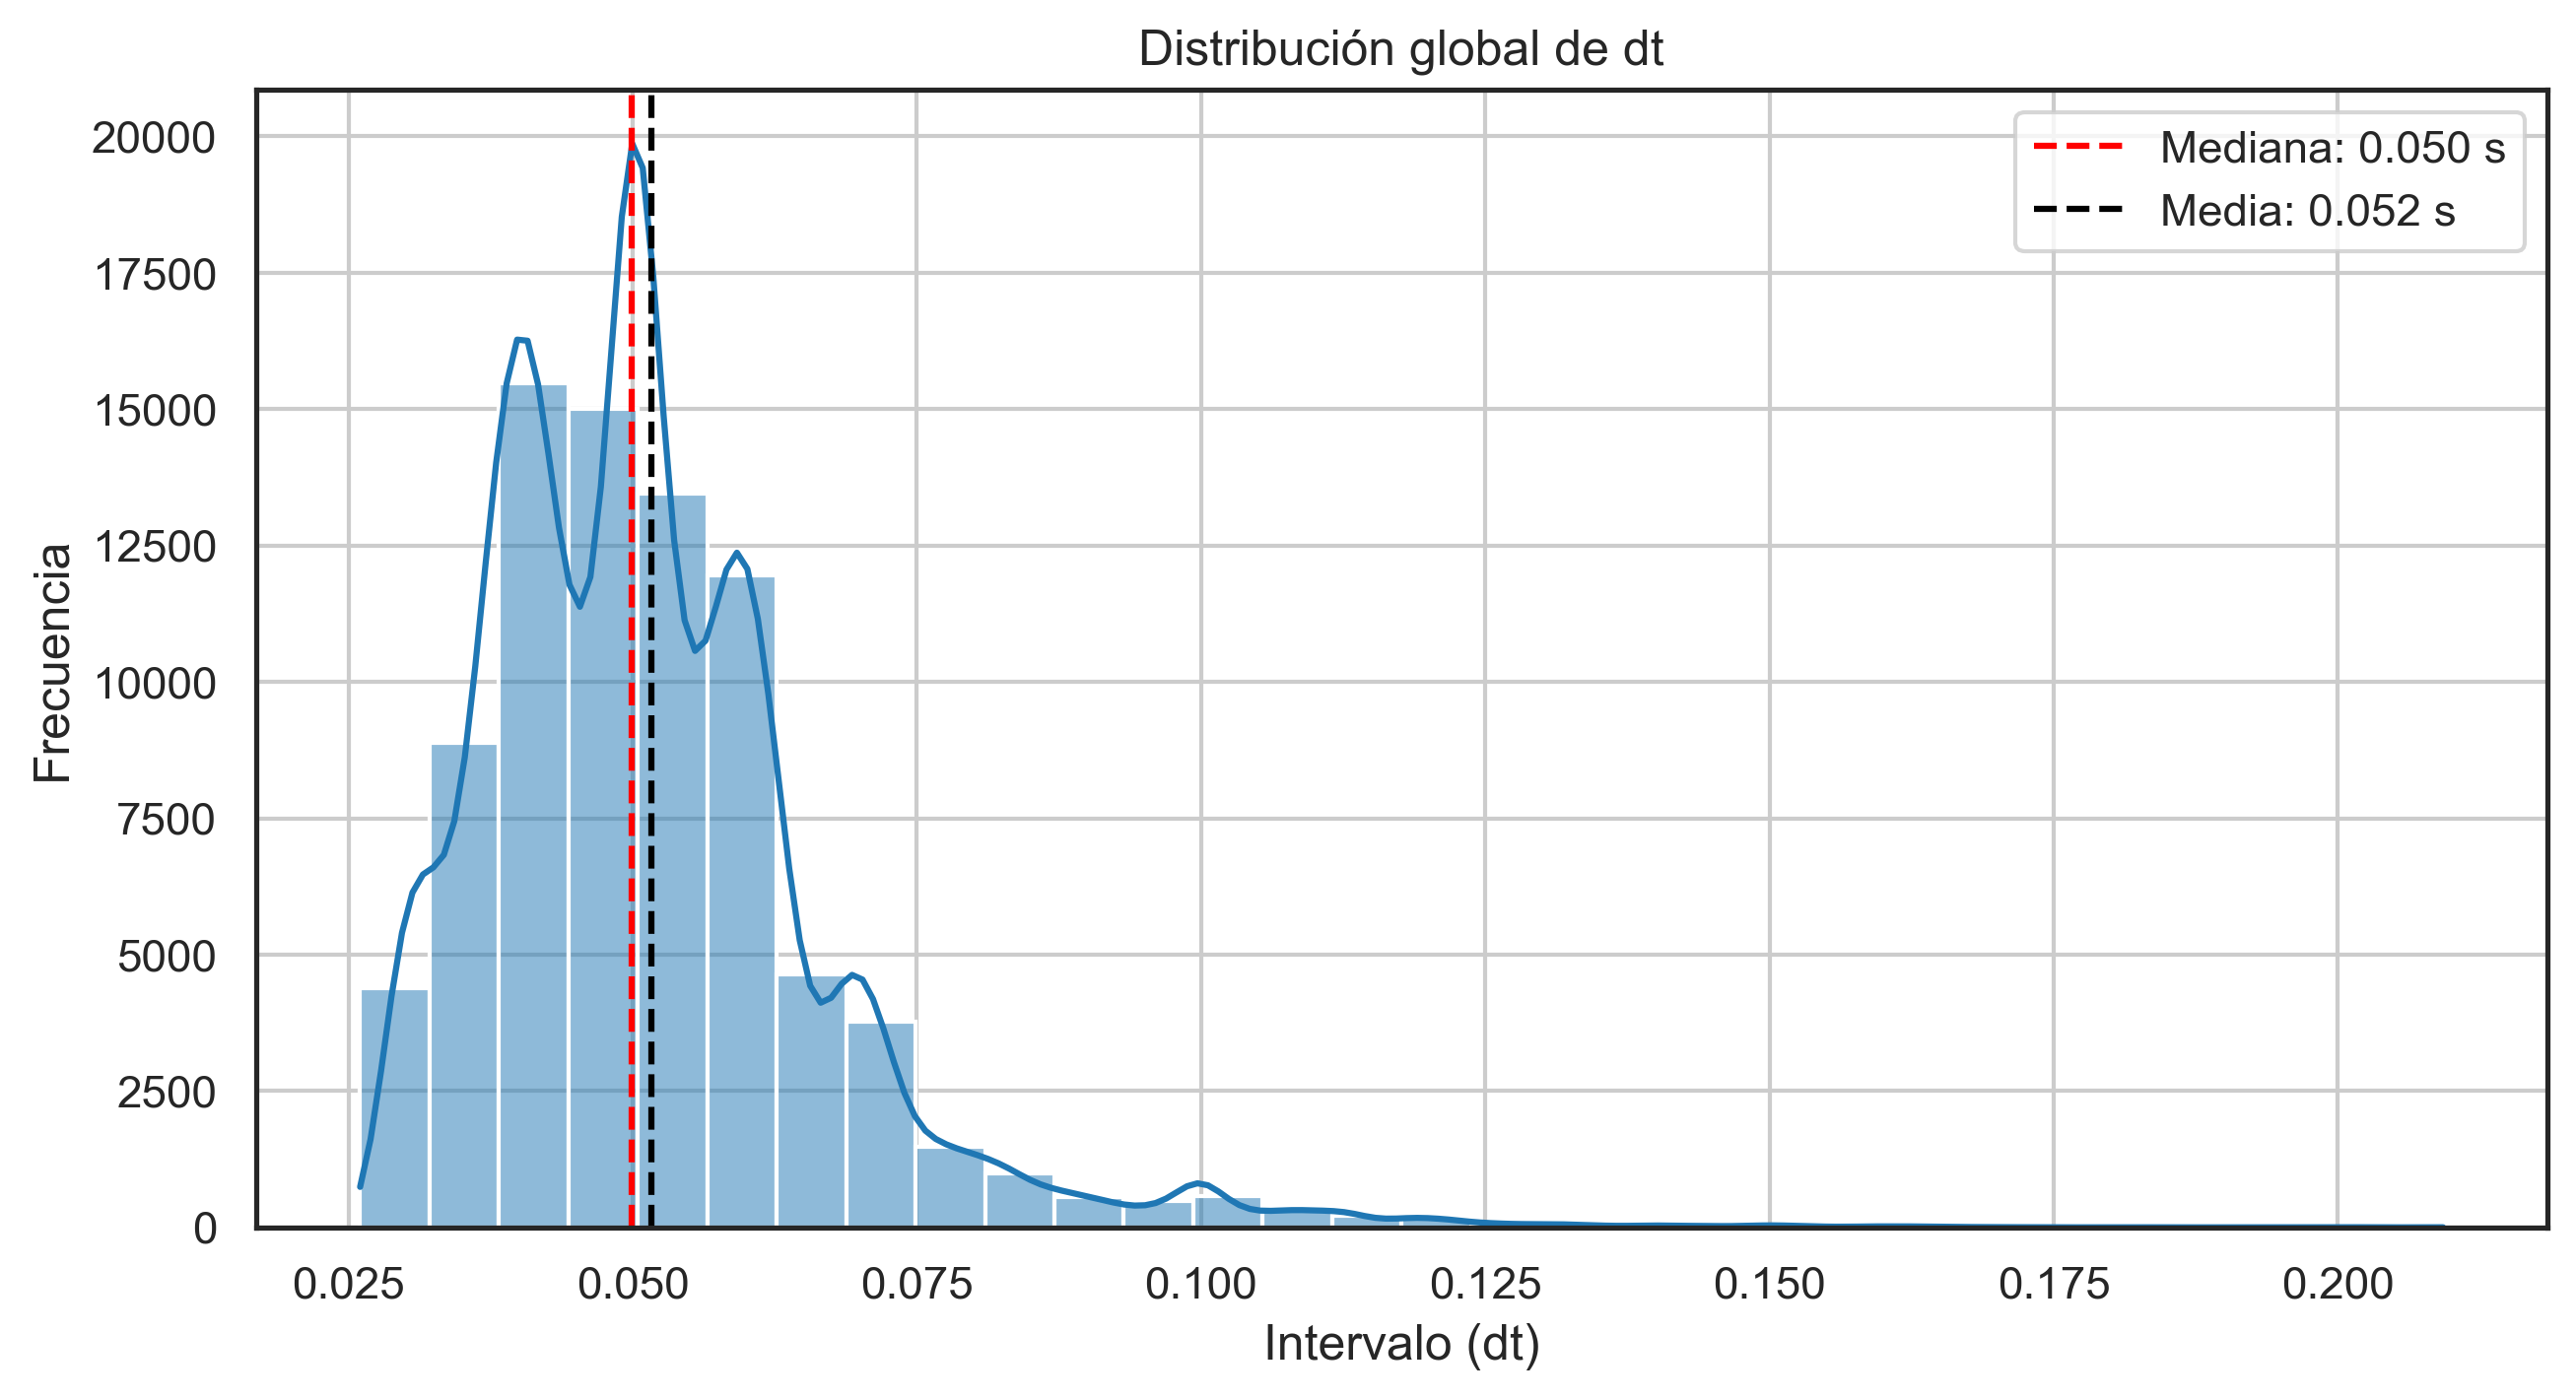 Distribución global de dt
Mediana: 0.050 s
Media: 0.052 s
Frecuencia
20000
17500
15000
12500
10000
7500
5000
2500
0
0.025 0.050 0.075 0.100 0.125 0.150 0.175 0.200
Intervalo (dt)